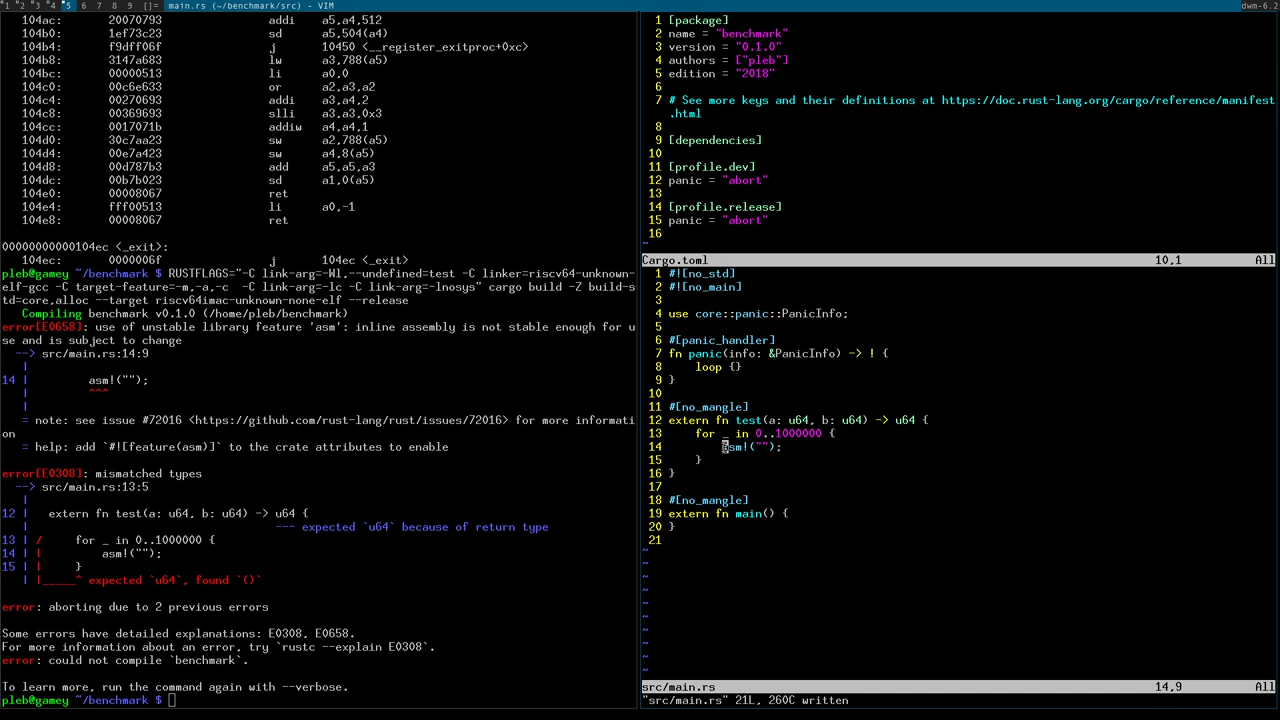 1 2 3 4 5 6 7 8 9 []= main.rs (~/benchmark/src) - VIM dwm-6.2
104ac: 20070793 addi a5,a4,512
104b0: 1ef73c23 sd a5,504(a4)
104b4: f9dff06f j 10450 <__register_exitproc+0xc>
104b8: 3147a683 lw a3,788(a5)
104bc: 00000513 li a0,0
104c0: 00c6e633 or a2,a3,a2
104c4: 00270693 addi a3,a4,2
104c8: 00369693 slli a3,a3,0x3
104cc: 0017071b addiw a4,a4,1
104d0: 30c7aa23 sw a2,788(a5)
104d4: 00e7a423 sw a4,8(a5)
104d8: 00d787b3 add a5,a5,a3
104dc: 00b7b023 sd a1,0(a5)
104e0: 00008067 ret
104e4: fff00513 li a0,-1
104e8: 00008067 ret
00000000000104ec <_exit>:
104ec: 0000006f j 104ec <_exit>
pleb@gamey ~/benchmark $ RUSTFLAGS="-C link-arg=-Wl,--undefined=test -C linker=riscv64-unknown-
elf-gcc -C target-feature=-m,-a,-c  -C link-arg=-lc -C link-arg=-lnosys" cargo build -Z build-s
td=core,alloc --target riscv64imac-unknown-none-elf --release
Compiling benchmark v0.1.0 (/home/pleb/benchmark)
error[E0658]: use of unstable library feature 'asm': inline assembly is not stable enough for u
se and is subject to change
--> src/main.rs:14:9
|
14 |         asm!("");
|         ^^^
|
= note: see issue #72016 <https://github.com/rust-lang/rust/issues/72016> for more informati
on
= help: add `#![feature(asm)]` to the crate attributes to enable
error[E0308]: mismatched types
--> src/main.rs:13:5
|
12 |   extern fn test(a: u64, b: u64) -> u64 {
|                                     --- expected `u64` because of return type
13 | /     for _ in 0..1000000 {
14 | |         asm!("");
15 | |     }
| |_____^ expected `u64`, found `()`
error: aborting due to 2 previous errors
Some errors have detailed explanations: E0308, E0658.
For more information about an error, try `rustc --explain E0308`.
error: could not compile `benchmark`.
To learn more, run the command again with --verbose.
pleb@gamey ~/benchmark $
1 [package]
2 name = "benchmark"
3 version = "0.1.0"
4 authors = ["pleb"]
5 edition = "2018"
6
7 # See more keys and their definitions at https://doc.rust-lang.org/cargo/reference/manifest
.html
8
9 [dependencies]
10
11 [profile.dev]
12 panic = "abort"
13
14 [profile.release]
15 panic = "abort"
16
~
Cargo.toml 10,1 All
1 #![no_std]
2 #![no_main]
3
4 use core::panic::PanicInfo;
5
6 #[panic_handler]
7 fn panic(info: &PanicInfo) -> ! {
8     loop {}
9 }
10
11 #[no_mangle]
12 extern fn test(a: u64, b: u64) -> u64 {
13     for _ in 0..1000000 {
14         asm!("");
15     }
16 }
17
18 #[no_mangle]
19 extern fn main() {
20 }
21
~
~
~
~
~
~
~
~
~
~
src/main.rs 14,9 All
"src/main.rs" 21L, 260C written